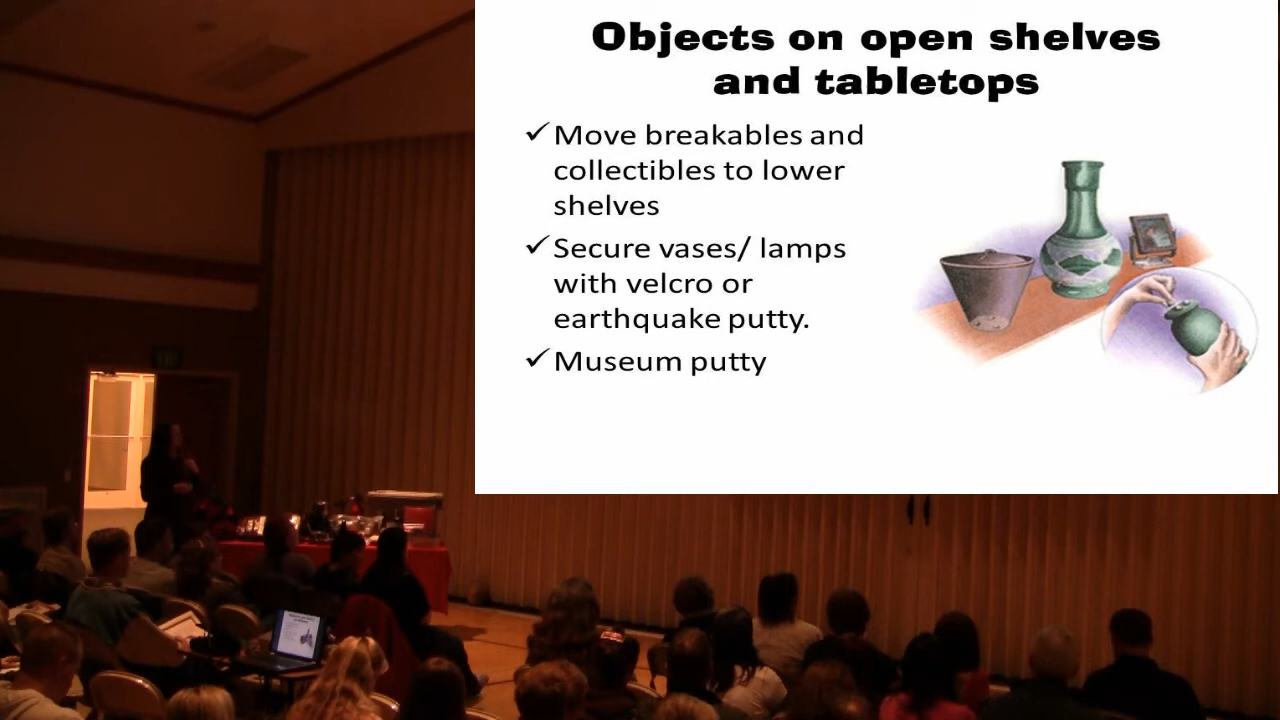 Objects on open shelves
and tabletops
✓Move breakables and
collectibles to lower
shelves
✓Secure vases/ lamps
with velcro or
earthquake putty.
✓Museum putty